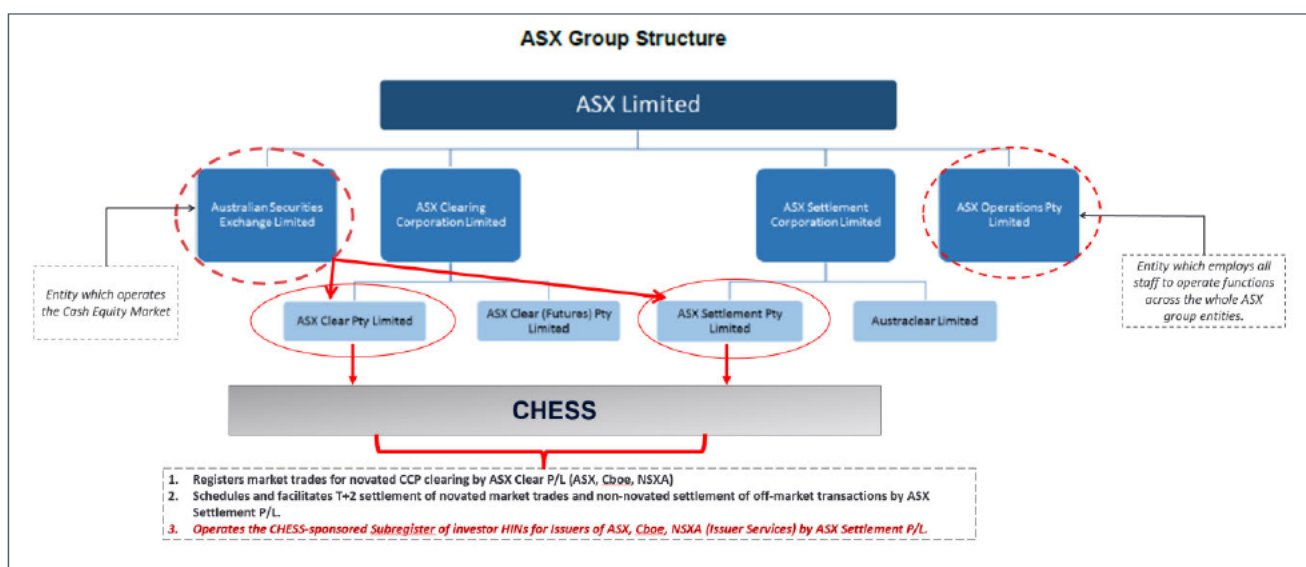 ASX Group Structure
ASX Limited
Australian Securities
Exchange Limited
ASX Clearing
Corporation Limited
ASX Settlement
Corporation Limited
ASX Operations Pty
Limited
Entity which operates
the Cash Equity Market
Entity which employs all
staff to operate functions
across the whole ASX
group entities.
ASX Clear Pty Limited
ASX Clear (Futures) Pty
Limited
ASX Settlement Pty
Limited
Austraclear Limited
CHESS
1. Registers market trades for novated CCP clearing by ASX Clear P/L (ASX, Cboe, NSXA)
2. Schedules and facilitates T+2 settlement of novated market trades and non-novated settlement of off-market transactions by ASX
Settlement P/L.
3. Operates the CHESS-sponsored Subregister of investor HINs for Issuers of ASX, Cboe, NSXA (Issuer Services) by ASX Settlement P/L.